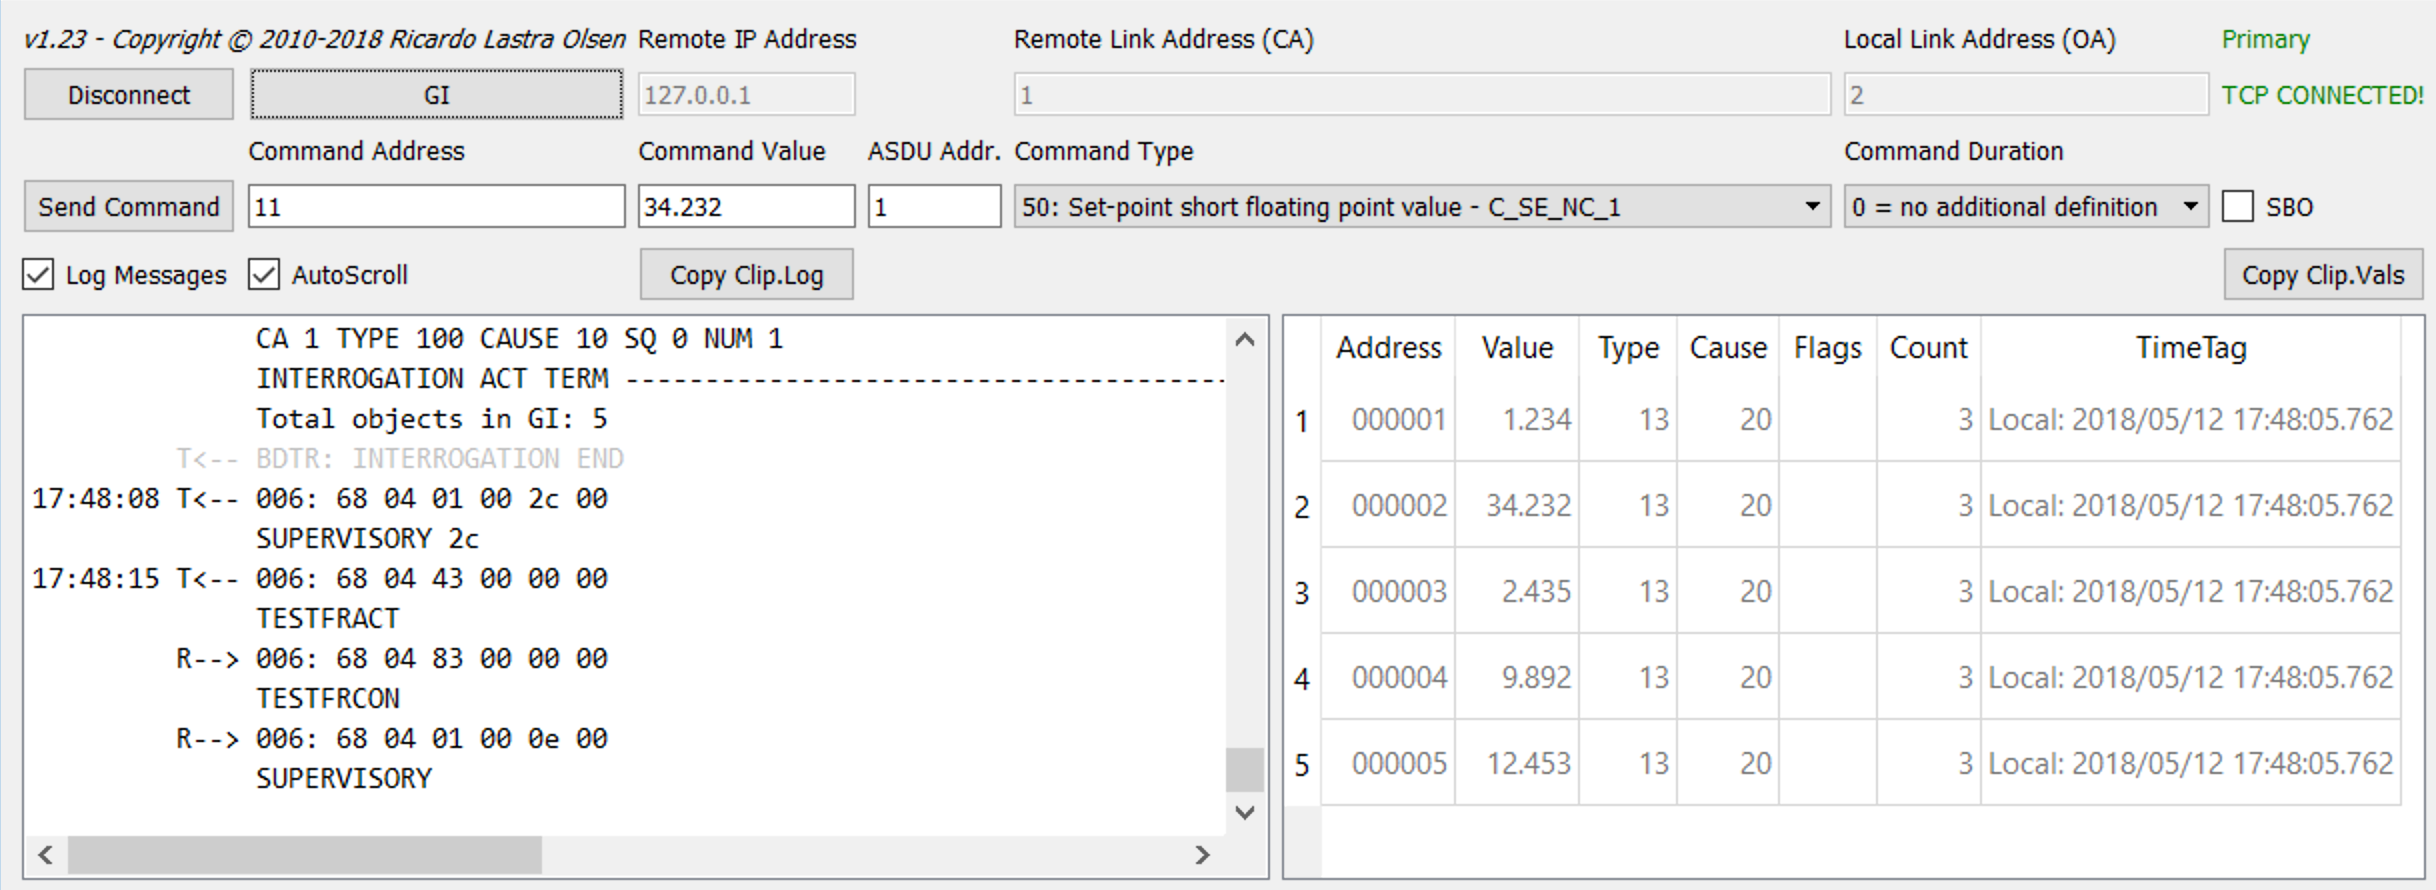 v1.23 - Copyright © 2010-2018 Ricardo Lastra Olsen Remote IP Address Remote Link Address (CA) Local Link Address (OA) Primary
Disconnect GI 127.0.0.1 1 2 TCP CONNECTED!
Command Address Command Value ASDU Addr. Command Type Command Duration
Send Command 11 34.232 1 50: Set-point short floating point value - C_SE_NC_1 0 = no additional definition SBO
Log Messages AutoScroll Copy Clip.Log Copy Clip.Vals
CA 1 TYPE 100 CAUSE 10 SQ 0 NUM 1
INTERROGATION ACT TERM --------------------------------------
Total objects in GI: 5
T<-- BDTR: INTERROGATION END
17:48:08 T<-- 006: 68 04 01 00 2c 00
SUPERVISORY 2c
17:48:15 T<-- 006: 68 04 43 00 00 00
TESTFRACT
R--> 006: 68 04 83 00 00 00
TESTFRCON
R--> 006: 68 04 01 00 0e 00
SUPERVISORY
Address Value Type Cause Flags Count TimeTag
1 000001 1.234 13 20 3 Local: 2018/05/12 17:48:05.762
2 000002 34.232 13 20 3 Local: 2018/05/12 17:48:05.762
3 000003 2.435 13 20 3 Local: 2018/05/12 17:48:05.762
4 000004 9.892 13 20 3 Local: 2018/05/12 17:48:05.762
5 000005 12.453 13 20 3 Local: 2018/05/12 17:48:05.762